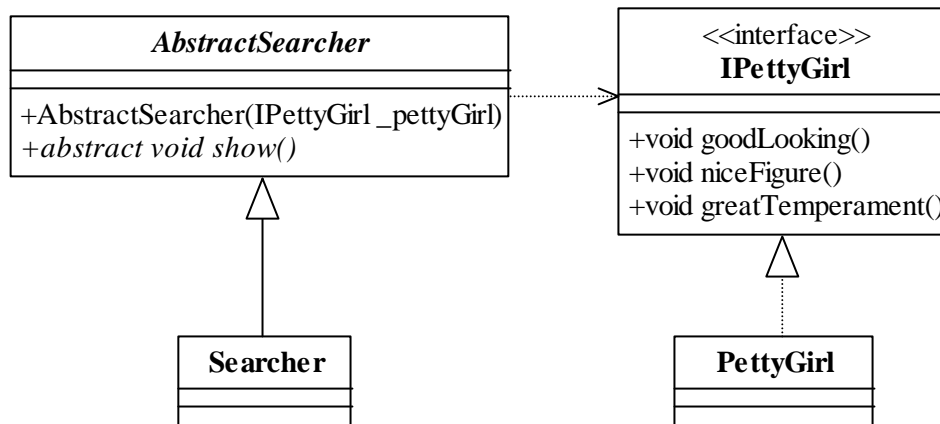 AbstractSearcher
+AbstractSearcher(IPettyGirl _pettyGirl)
+abstract void show()
<<interface>>
IPettyGirl
+void goodLooking()
+void niceFigure()
+void greatTemperament()
Searcher
PettyGirl